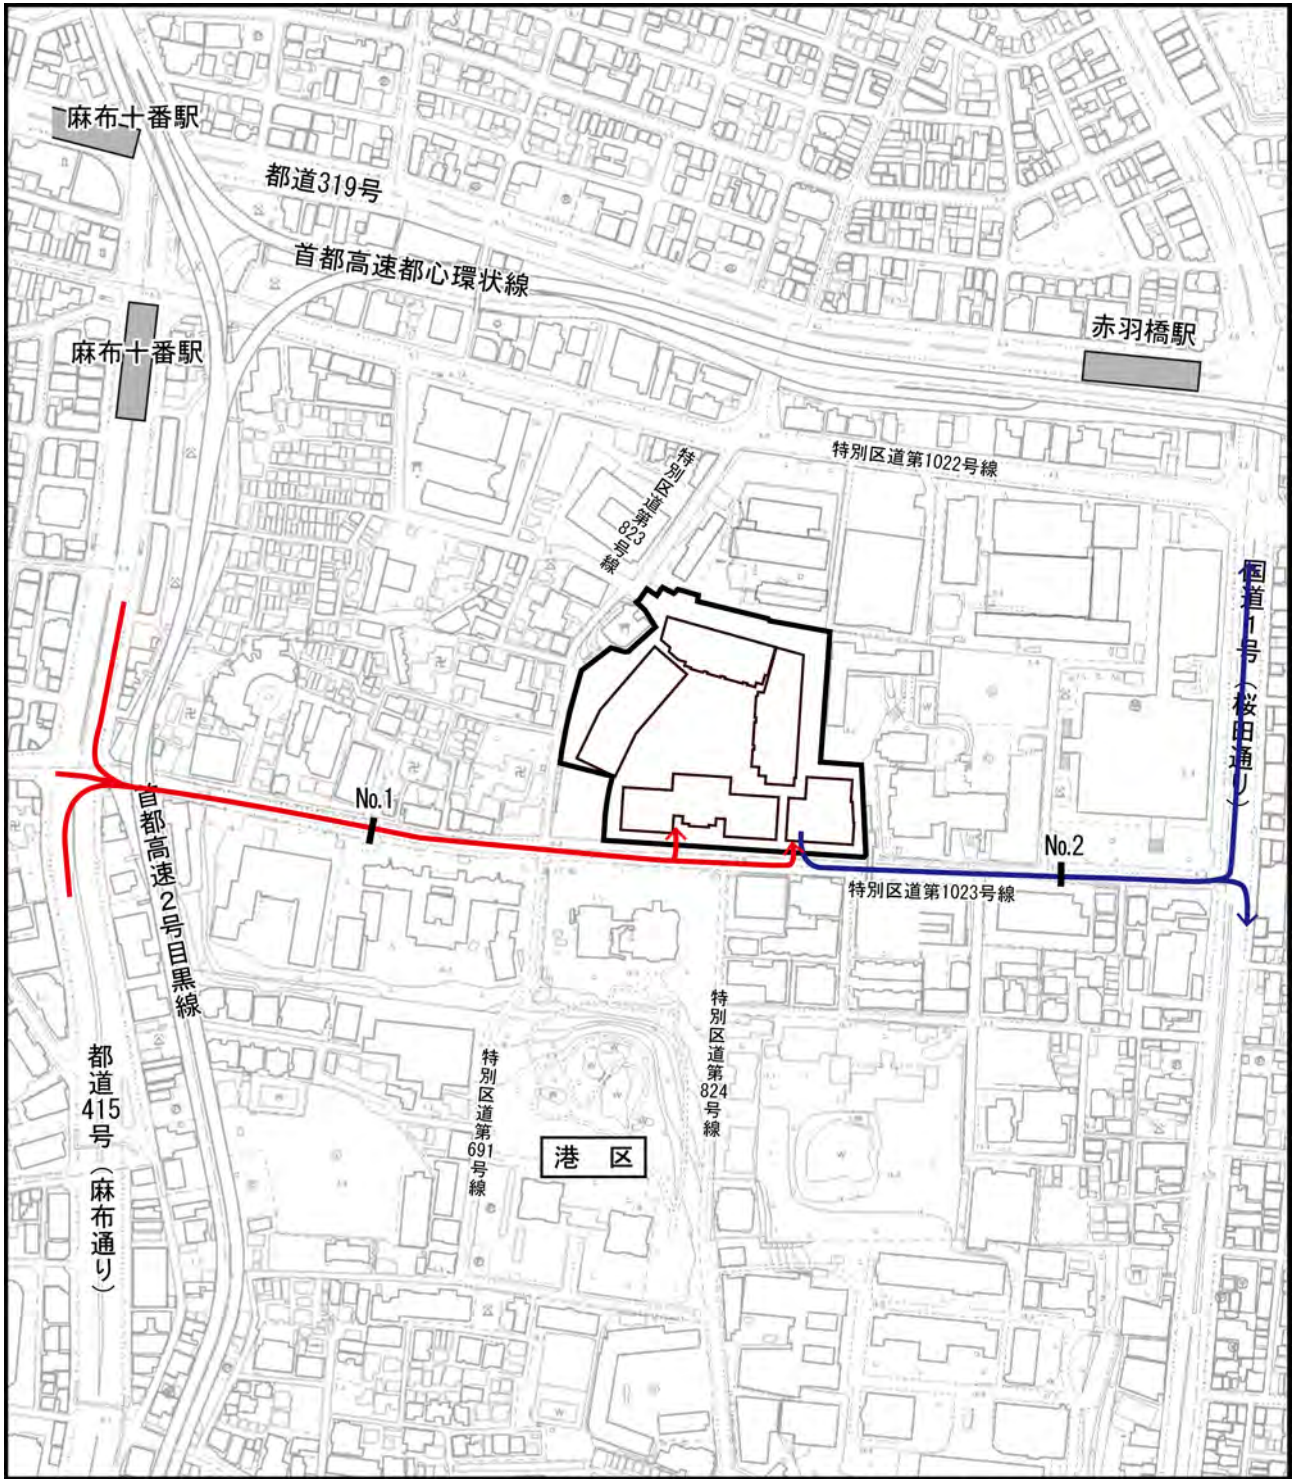 麻布十番駅
都道319号
首都高速都心環状線
赤羽橋駅
麻布十番駅
特別区道第1022号線
特別区道第823号線
国道1号(桜田通り)
No.1
首都高速2号目黒線
No.2
特別区道第1023号線
特別区道第824号線
都道415号(麻布通り)
特別区道第691号線
港 区